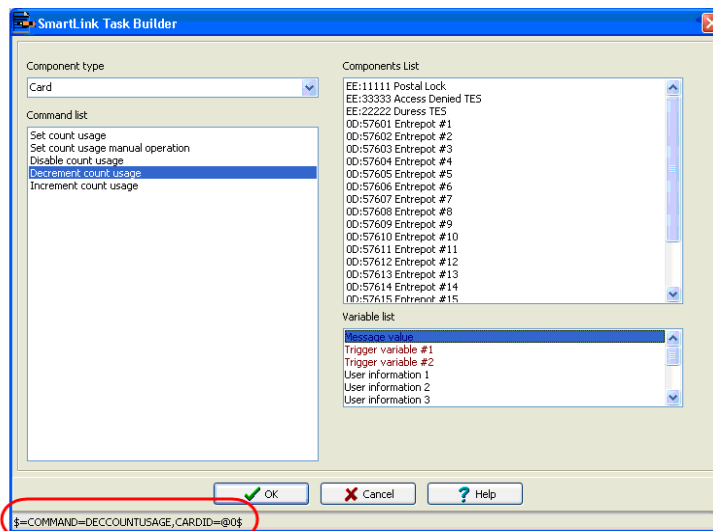 SmartLink Task Builder
Component type
Card
Command list
Set count usage
Set count usage manual operation
Disable count usage
Decrement count usage
Increment count usage
Components List
EE:11111 Postal Lock
EE:33333 Access Denied TES
EE:22222 Duress TES
0D:57601 Entrepot #1
0D:57602 Entrepot #2
0D:57603 Entrepot #3
0D:57604 Entrepot #4
0D:57605 Entrepot #5
0D:57606 Entrepot #6
0D:57607 Entrepot #7
0D:57608 Entrepot #8
0D:57609 Entrepot #9
0D:57610 Entrepot #10
0D:57611 Entrepot #11
0D:57612 Entrepot #12
0D:57613 Entrepot #13
0D:57614 Entrepot #14
0D:57615 Entrepot #15
Variable list
Message value
Trigger variable #1
Trigger variable #2
User information 1
User information 2
User information 3
OK
Cancel
? Help
$=COMMAND=DECCOUNTUSAGE,CARDID=@0$